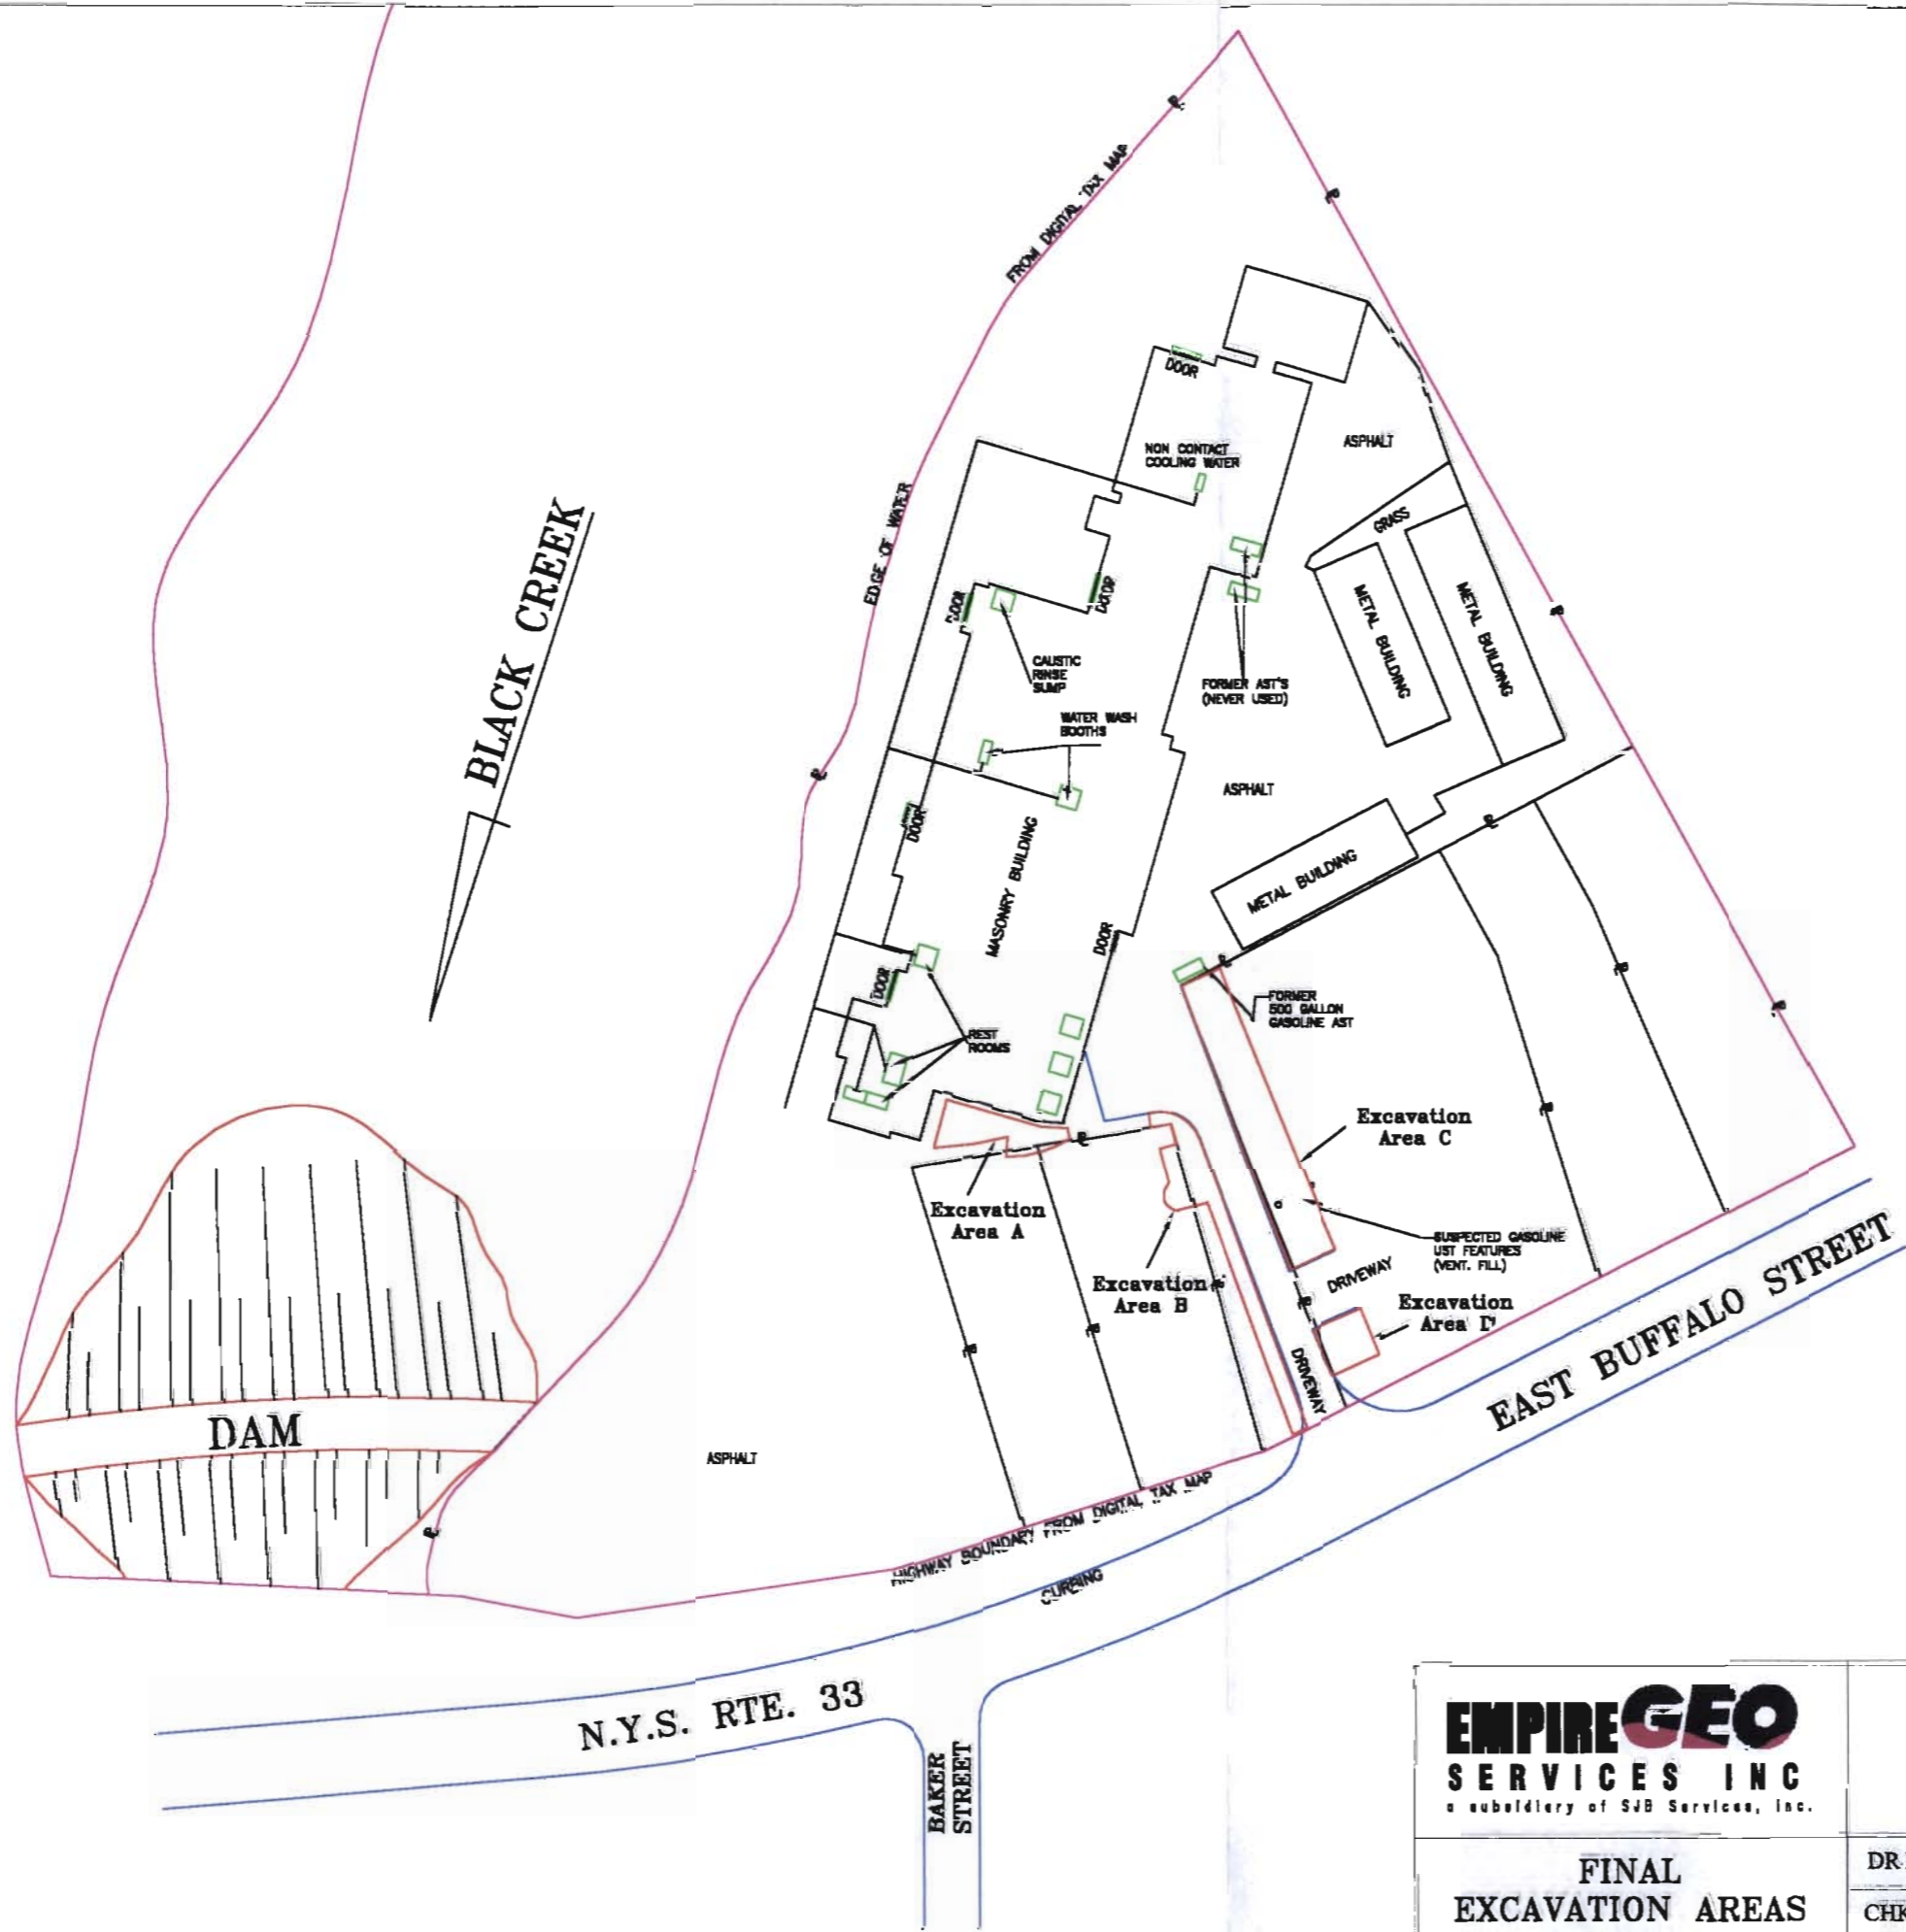 FROM DIGITAL TAX MAP
DOOR
NON CONTACT
COOLING WATER
ASPHALT
GRASS
EDGE OF WATER
BLACK CREEK
DOOR
DOOR
METAL BUILDING
METAL BUILDING
CAUSTIC
RINSE
SUMP
FORMER AST'S
(NEVER USED)
WATER WASH
BOOTHS
ASPHALT
DOOR
MASONRY BUILDING
METAL BUILDING
DOOR
DOOR
FORMER
500 GALLON
GASOLINE AST
REST
ROOMS
Excavation
Area C
Excavation
Area A
SUSPECTED GASOLINE
UST FEATURES
(VENT. FILL)
DRIVEWAY
Excavation
Area B
Excavation
Area D
DRIVEWAY
EAST BUFFALO STREET
DAM
ASPHALT
HIGHWAY BOUNDARY FROM DIGITAL TAX MAP
CURBING
N.Y.S. RTE. 33
BAKER
STREET
EMPIRE GEO
SERVICES INC
a subsidiary of SJB Services, Inc.
FINAL
EXCAVATION AREAS
DR
CHK